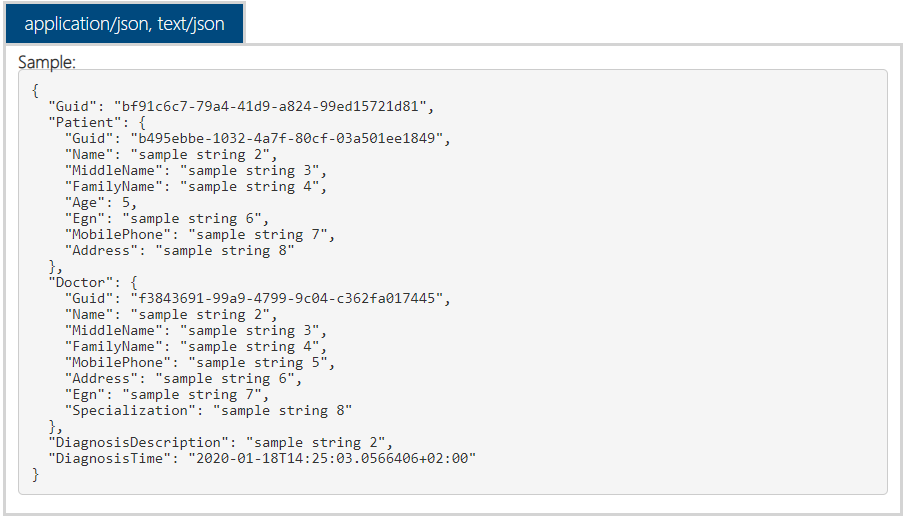 application/json, text/json
Sample:
{
  "Guid": "bf91c6c7-79a4-41d9-a824-99ed15721d81",
  "Patient": {
    "Guid": "b495ebbe-1032-4a7f-80cf-03a501ee1849",
    "Name": "sample string 2",
    "MiddleName": "sample string 3",
    "FamilyName": "sample string 4",
    "Age": 5,
    "Egn": "sample string 6",
    "MobilePhone": "sample string 7",
    "Address": "sample string 8"
  },
  "Doctor": {
    "Guid": "f3843691-99a9-4799-9c04-c362fa017445",
    "Name": "sample string 2",
    "MiddleName": "sample string 3",
    "FamilyName": "sample string 4",
    "MobilePhone": "sample string 5",
    "Address": "sample string 6",
    "Egn": "sample string 7",
    "Specialization": "sample string 8"
  },
  "DiagnosisDescription": "sample string 2",
  "DiagnosisTime": "2020-01-18T14:25:03.0566406+02:00"
}